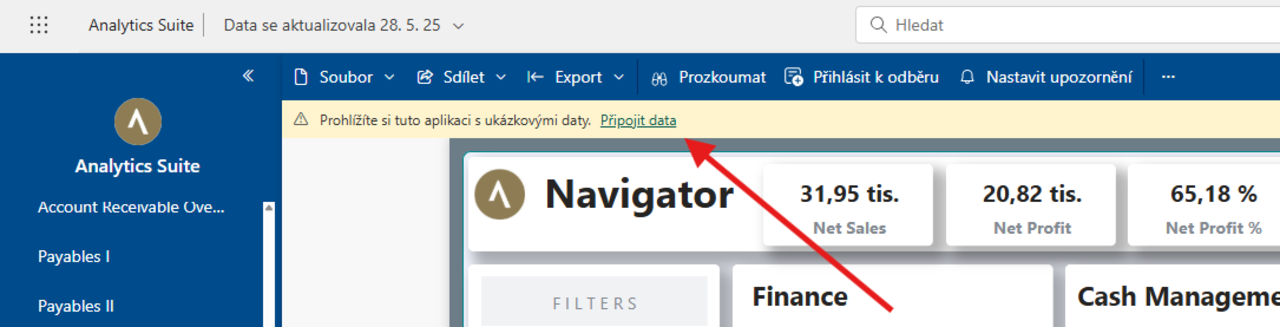 Analytics Suite Data se aktualizovala 28. 5. 25 Hledat
Soubor Sdílet Export Prozkoumat Přihlásit k odběru Nastavit upozornění ...
Prohlížíte si tuto aplikaci s ukázkovými daty. Připojit data
Analytics Suite
Account Receivable Ove...
Payables I
Payables II
Navigator
31,95 tis.
Net Sales
20,82 tis.
Net Profit
65,18 %
Net Profit %
FILTERS
Finance
Cash Manageme